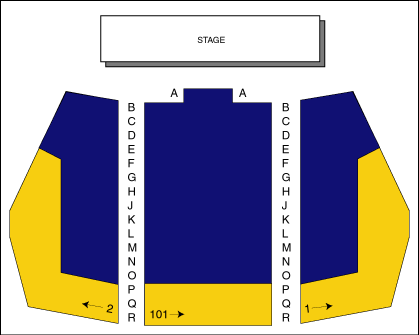 STAGE
A A
B B
C C
D D
E E
F F
G G
H H
J J
K K
L L
M M
N N
O O
P P
Q Q
R R
2 101 1